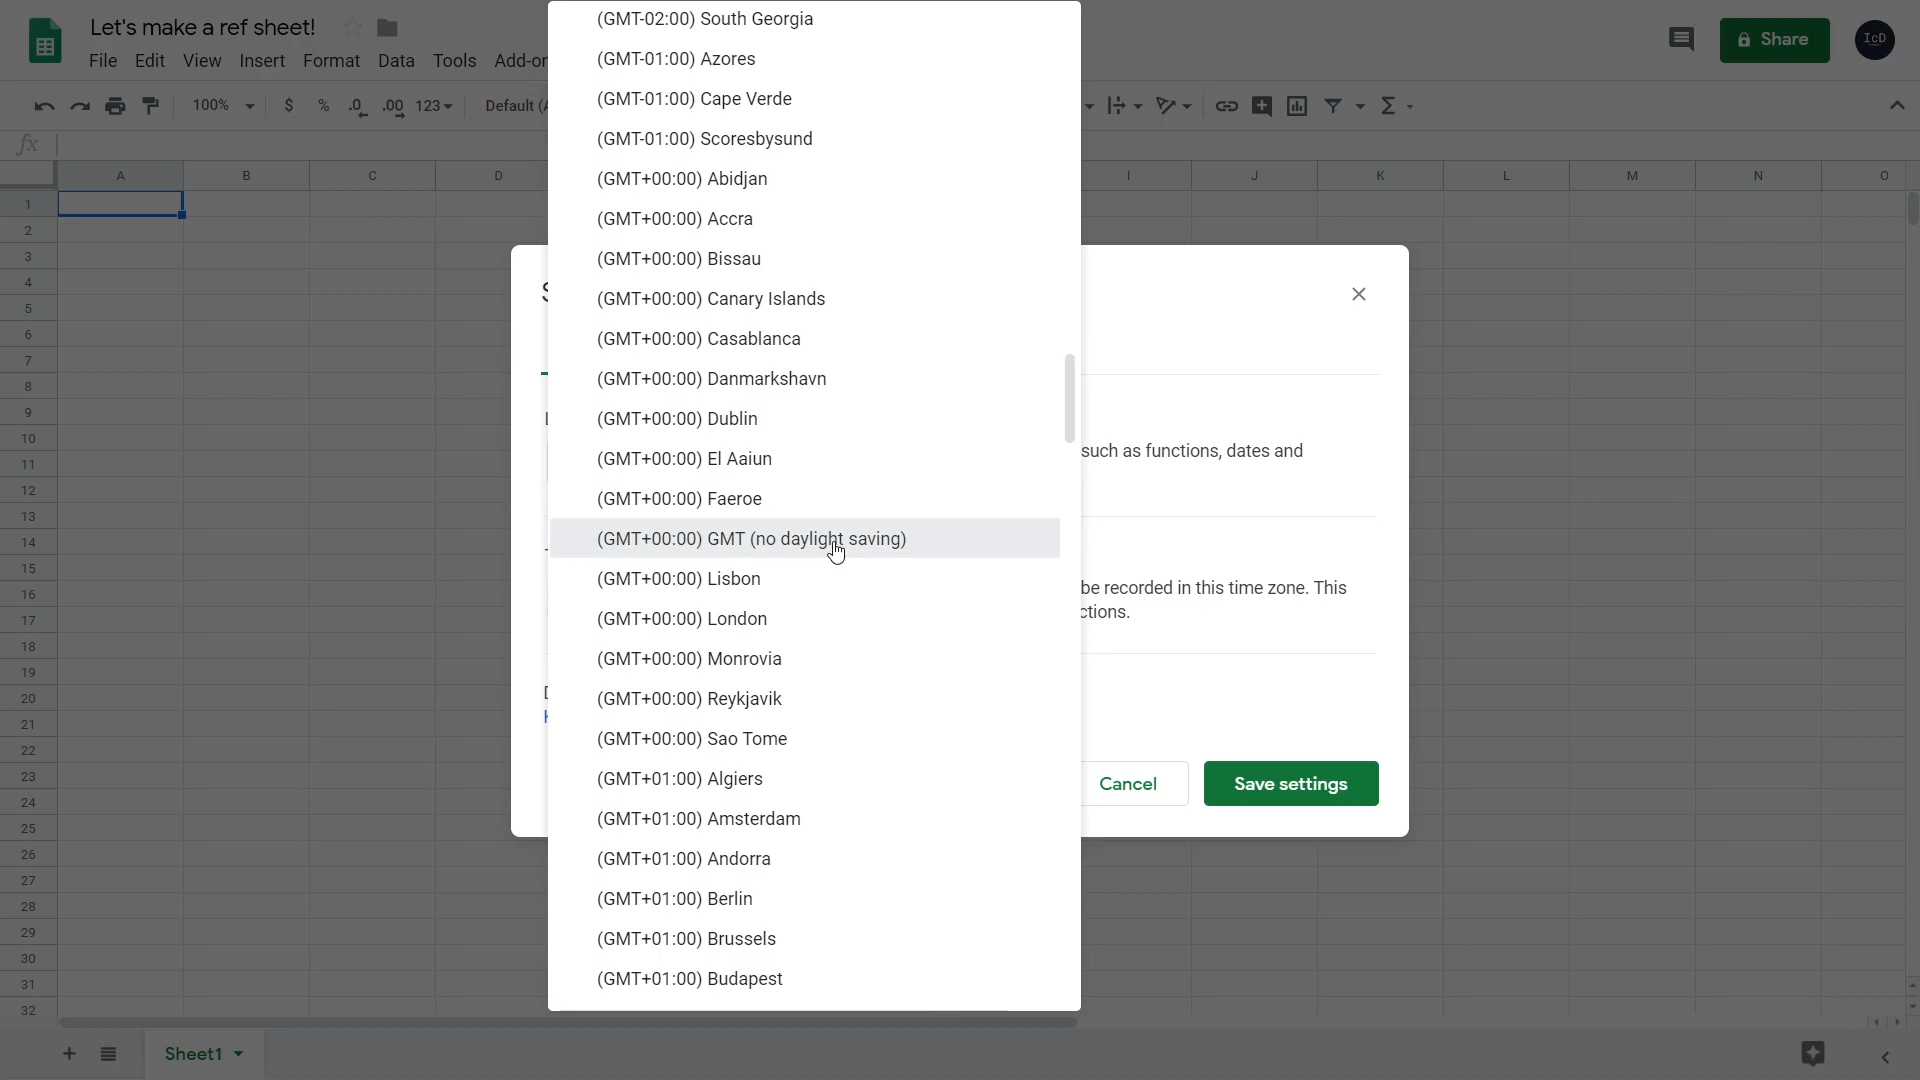 Let's make a ref sheet!
File Edit View Insert Format Data Tools Add-or
Share
IcD
100% $ % .0 .00 123 Default (A
fx
A B C D I J K L M N O
1
2
3
4
5
6
7
8
9
10
11
12
13
14
15
16
17
18
19
20
21
22
23
24
25
26
27
28
29
30
31
32
(GMT-02:00) South Georgia
(GMT-01:00) Azores
(GMT-01:00) Cape Verde
(GMT-01:00) Scoresbysund
(GMT+00:00) Abidjan
(GMT+00:00) Accra
(GMT+00:00) Bissau
(GMT+00:00) Canary Islands
(GMT+00:00) Casablanca
(GMT+00:00) Danmarkshavn
(GMT+00:00) Dublin
(GMT+00:00) El Aaiun
(GMT+00:00) Faeroe
(GMT+00:00) GMT (no daylight saving)
(GMT+00:00) Lisbon
(GMT+00:00) London
(GMT+00:00) Monrovia
(GMT+00:00) Reykjavik
(GMT+00:00) Sao Tome
(GMT+01:00) Algiers
(GMT+01:00) Amsterdam
(GMT+01:00) Andorra
(GMT+01:00) Berlin
(GMT+01:00) Brussels
(GMT+01:00) Budapest
such as functions, dates and
be recorded in this time zone. This
ctions.
Cancel Save settings
Sheet1